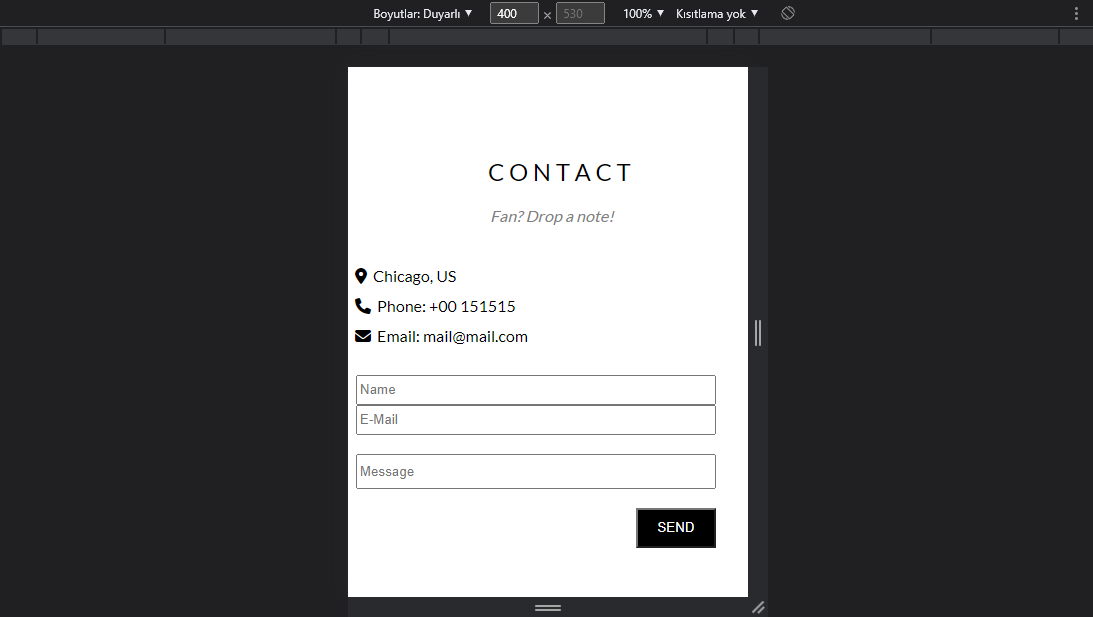 Boyutlar: Duyarlı ▼ 400 × 530 100% ▼ Kısıtlama yok ▼
CONTACT
Fan? Drop a note!
Chicago, US
Phone: +00 151515
Email: mail@mail.com
Name
E-Mail
Message
SEND